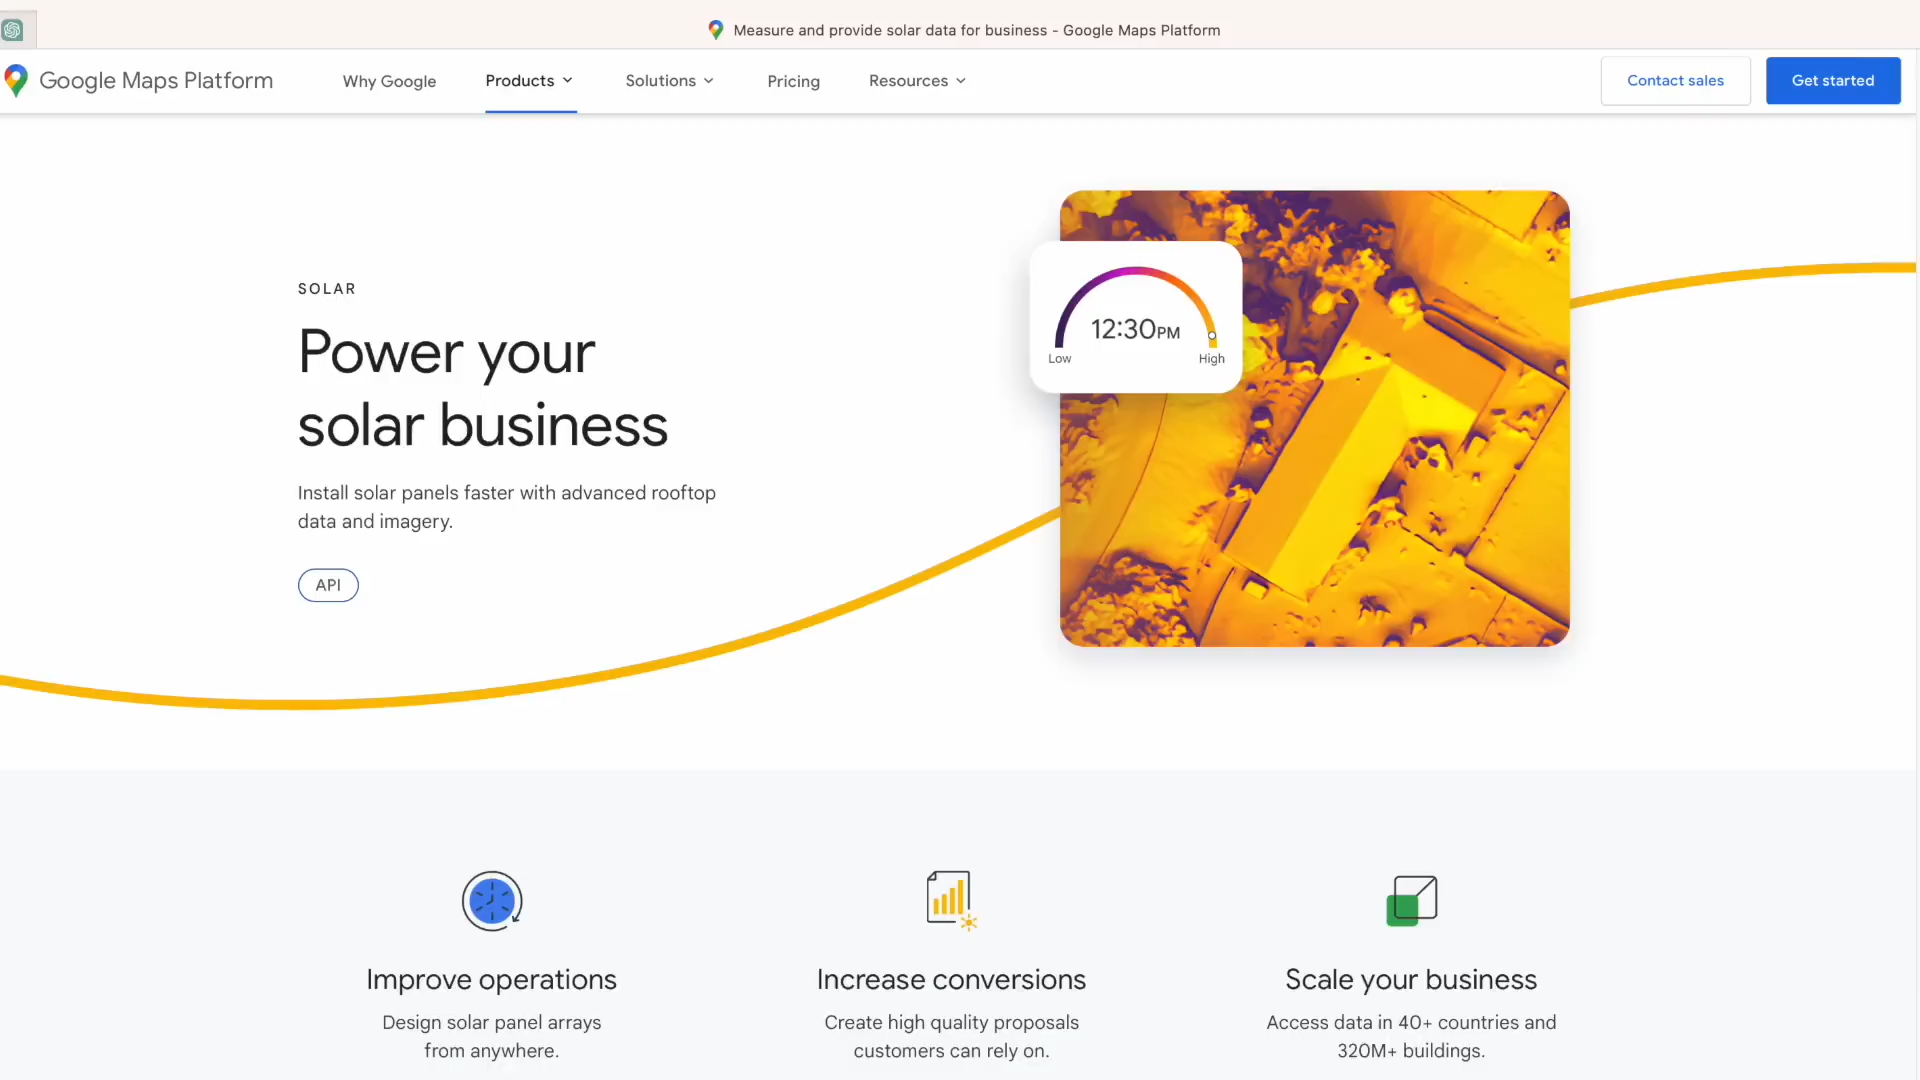 Measure and provide solar data for business - Google Maps Platform
Google Maps Platform
Why Google
Products
Solutions
Pricing
Resources
Contact sales
Get started
SOLAR
Power your
solar business
Install solar panels faster with advanced rooftop
data and imagery.
API
12:30PM
Low
High
Improve operations
Design solar panel arrays
from anywhere.
Increase conversions
Create high quality proposals
customers can rely on.
Scale your business
Access data in 40+ countries and
320M+ buildings.